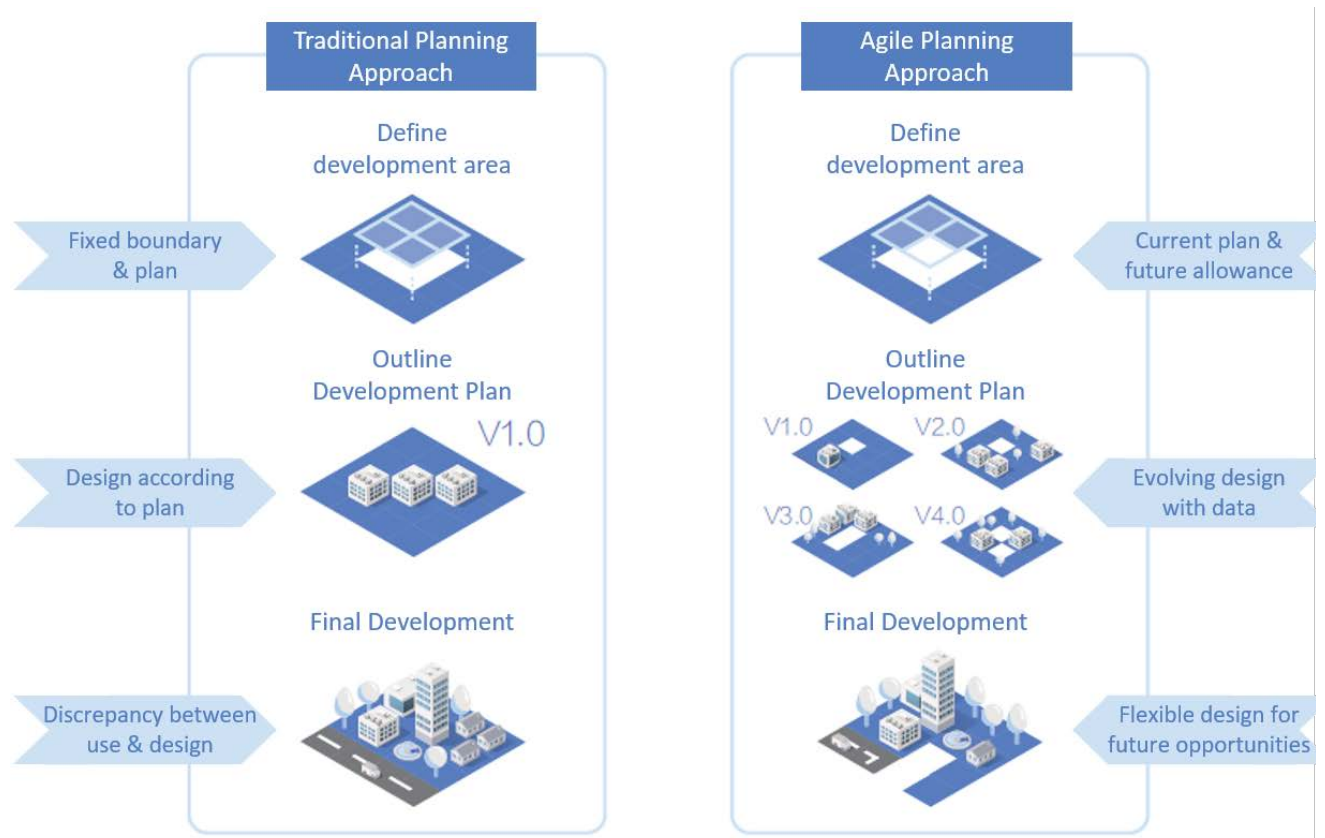 Traditional Planning
Approach
Define
development area
Fixed boundary
& plan
Outline
Development Plan
V1.0
Design according
to plan
Final Development
Discrepancy between
use & design
Agile Planning
Approach
Define
development area
Current plan &
future allowance
Outline
Development Plan
V1.0
V2.0
V3.0
V4.0
Evolving design
with data
Final Development
Flexible design for
future opportunities